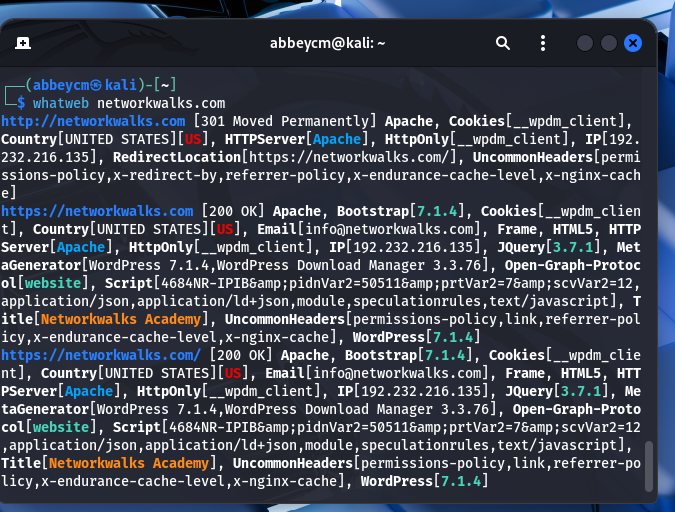 abbeycm@kali: ~
┌──(abbeycm㉿kali)-[~]
└─$ whatweb networkwalks.com
http://networkwalks.com [301 Moved Permanently] Apache, Cookies[__wpdm_client],
Country[UNITED STATES][US], HTTPServer[Apache], HttpOnly[__wpdm_client], IP[192.
232.216.135], RedirectLocation[https://networkwalks.com/], UncommonHeaders[permi
ssions-policy,x-redirect-by,referrer-policy,x-endurance-cache-level,x-nginx-cach
e]
https://networkwalks.com [200 OK] Apache, Bootstrap[7.1.4], Cookies[__wpdm_clien
t], Country[UNITED STATES][US], Email[info@networkwalks.com], Frame, HTML5, HTTP
Server[Apache], HttpOnly[__wpdm_client], IP[192.232.216.135], JQuery[3.7.1], Met
aGenerator[WordPress 7.1.4,WordPress Download Manager 3.3.76], Open-Graph-Protoc
ol[website], Script[4684NR-IPIB&amp;pidnVar2=50511&amp;prtVar2=7&amp;scvVar2=12,
application/json,application/ld+json,module,speculationrules,text/javascript], T
itle[Networkwalks Academy], UncommonHeaders[permissions-policy,link,referrer-pol
icy,x-endurance-cache-level,x-nginx-cache], WordPress[7.1.4]
https://networkwalks.com/ [200 OK] Apache, Bootstrap[7.1.4], Cookies[__wpdm_clie
nt], Country[UNITED STATES][US], Email[info@networkwalks.com], Frame, HTML5, HTT
PServer[Apache], HttpOnly[__wpdm_client], IP[192.232.216.135], JQuery[3.7.1], Me
taGenerator[WordPress 7.1.4,WordPress Download Manager 3.3.76], Open-Graph-Proto
col[website], Script[4684NR-IPIB&amp;pidnVar2=50511&amp;prtVar2=7&amp;scvVar2=12
,application/json,application/ld+json,module,speculationrules,text/javascript],
Title[Networkwalks Academy], UncommonHeaders[permissions-policy,link,referrer-po
licy,x-endurance-cache-level,x-nginx-cache], WordPress[7.1.4]